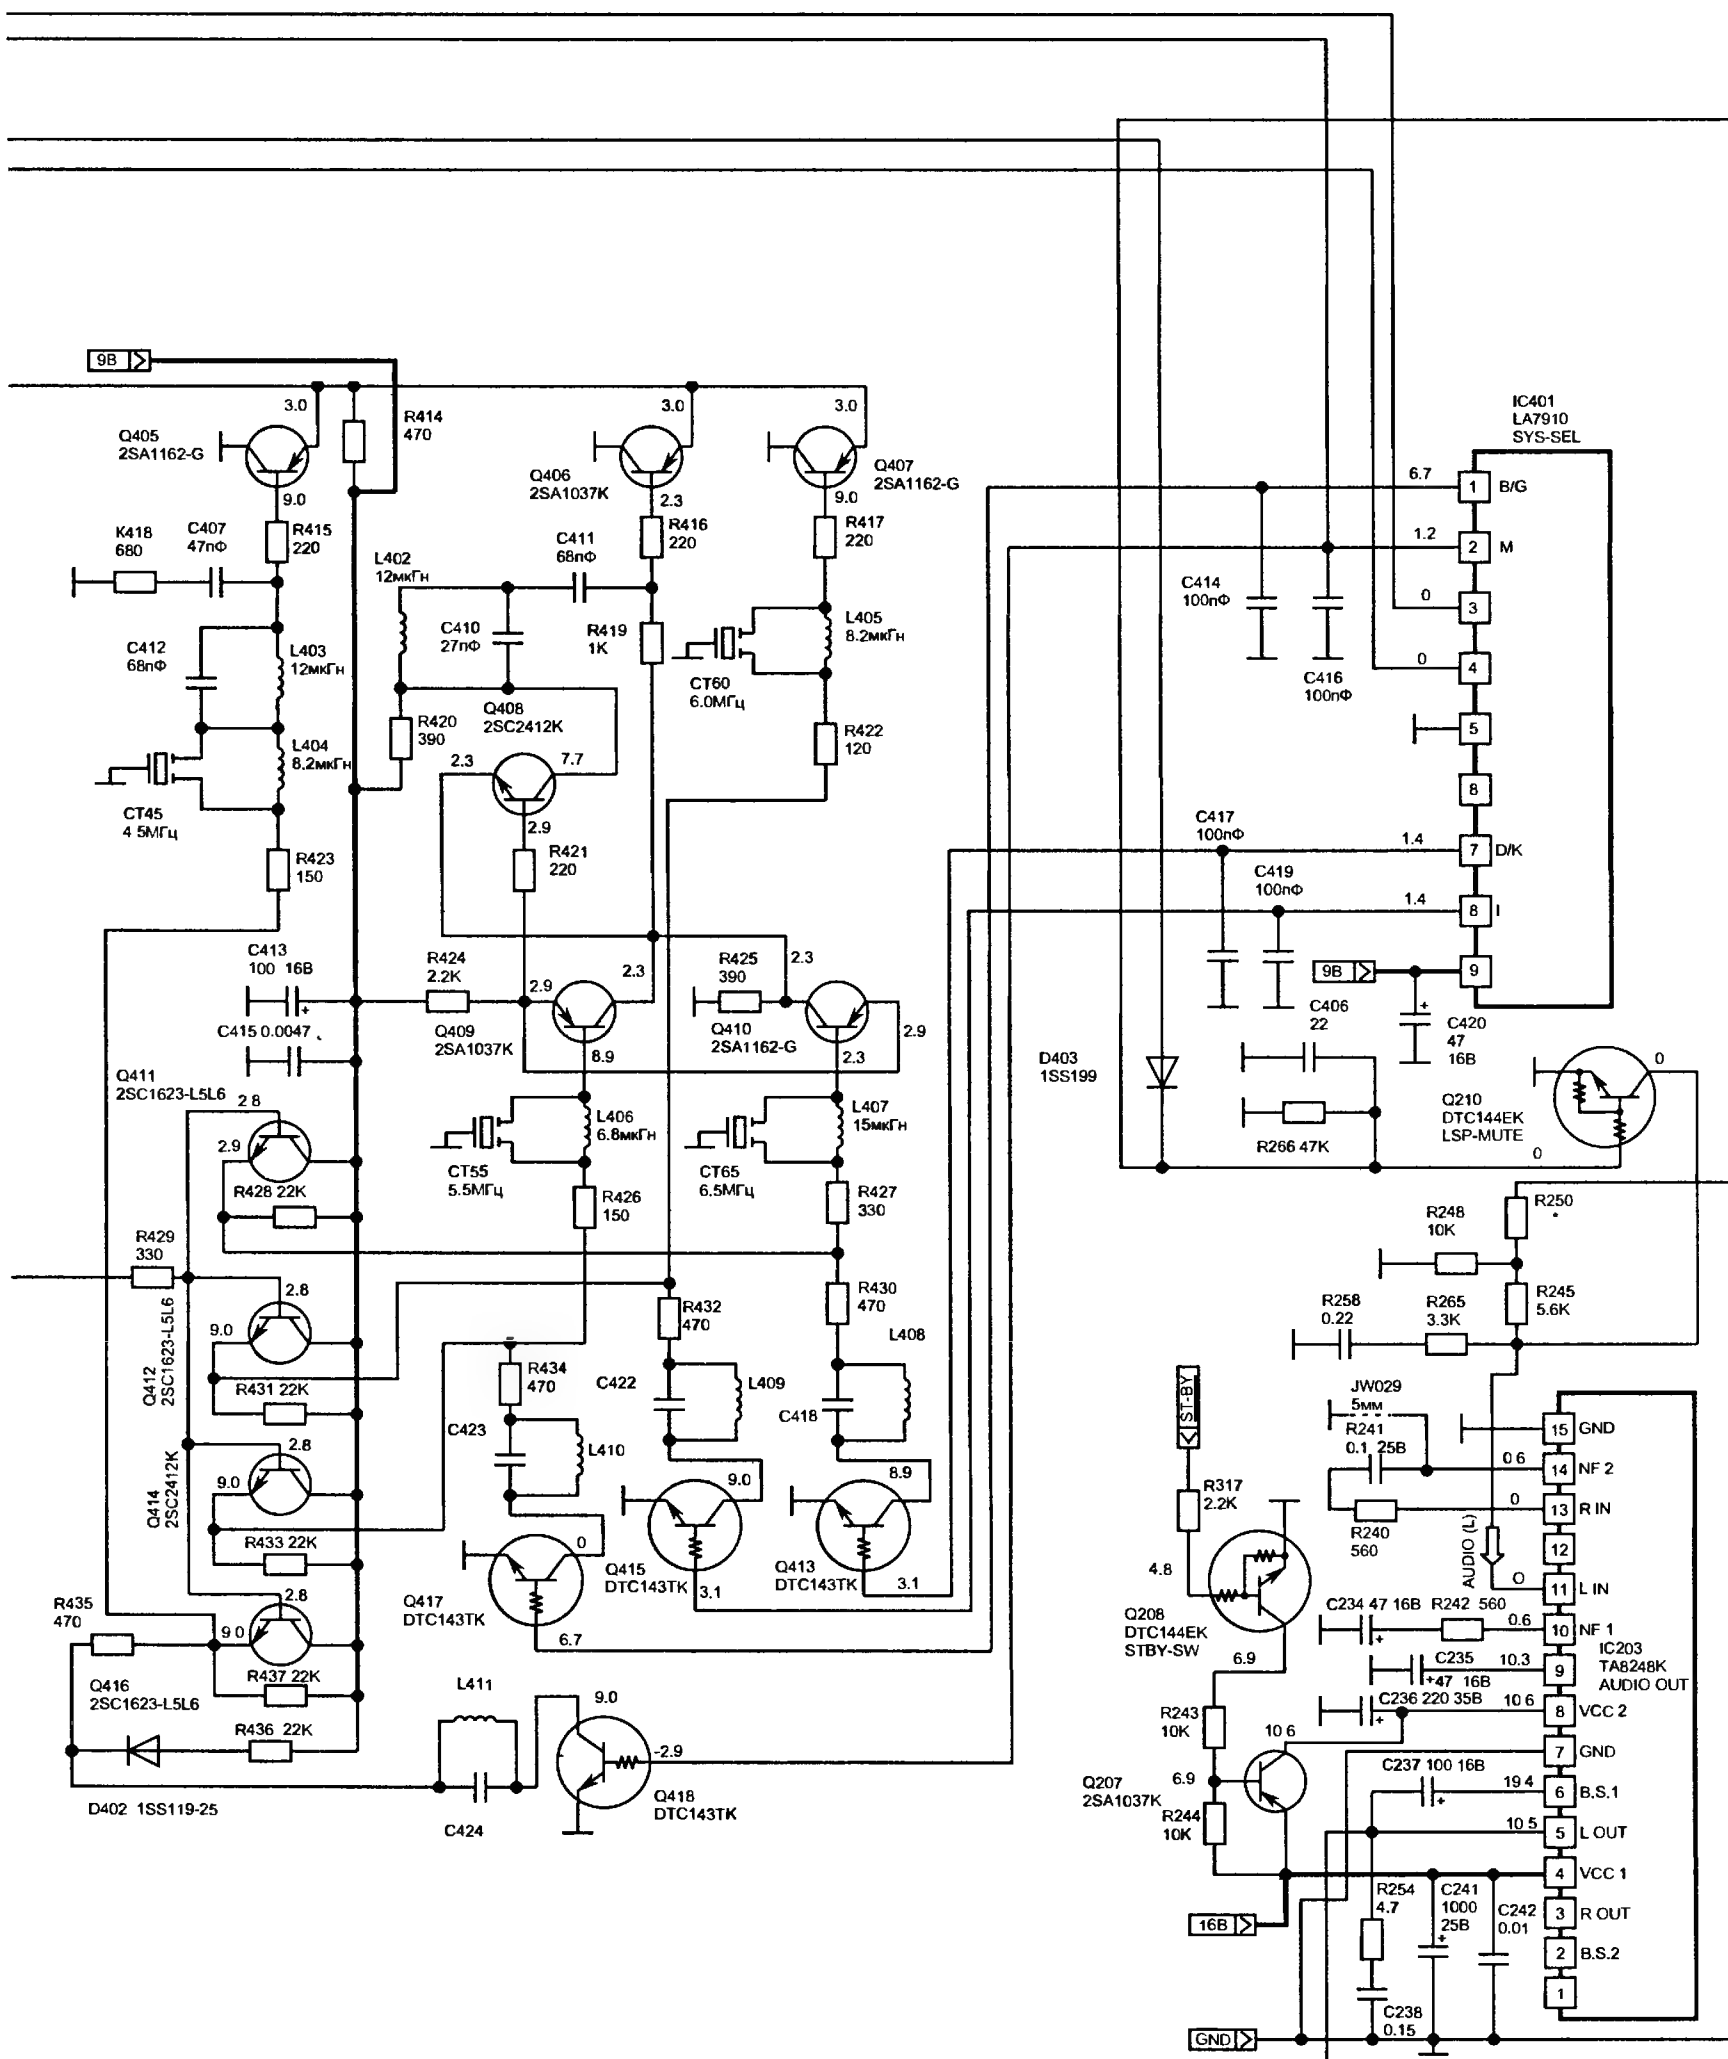 9В
3.0
3.0
3.0
R414
470
Q405
2SA1162-G
Q406
2SA1037K
Q407
2SA1162-G
9.0
2.3
9.0
IC401
LA7910
SYS-SEL
6.7
1
B/G
К418
680
C407
47пФ
R415
220
C411
68пФ
R416
220
R417
220
1.2
2
M
L402
12мкГн
C414
100пФ
0
3
C412
68пФ
L403
12мкГн
C410
27пФ
R419
1K
L405
8.2мкГн
CT60
6.0МГц
C416
100пФ
0
4
R420
390
Q408
2SC2412K
R422
120
5
L404
8.2мкГн
2.3
7.7
8
CT45
4 5МГц
2.9
R421
220
C417
100пФ
1.4
7
D/K
R423
150
C419
100пФ
1.4
8
I
C413
100 16В
R424
2.2K
2.3
R425
390
2.3
9В
9
2.9
C415 0.0047
Q409
2SA1037K
8.9
Q410
2SA1162-G
2.3
2.9
C406
22
C420
47
16В
D403
1SS199
0
Q411
2SC1623-L5L6
2 8
2.9
L406
6.8мкГн
L407
15мкГн
Q210
DTC144EK
LSP-MUTE
R266 47K
0
CT55
5.5МГц
CT65
6.5МГц
R428 22K
R426
150
R427
330
R250
*
R248
10K
R429
330
2.8
R430
470
R245
5.6K
9.0
R432
470
R258
0.22
R265
3.3K
L408
Q412
2SC1623-L5L6
R431 22K
R434
470
C422
L409
C418
ST-BY
JW029
5мм
C423
L410
R241
0.1 25В
15
GND
2.8
0 6
14
NF 2
9.0
9.0
8.9
Q414
2SC2412K
R317
2.2K
0
13
R IN
R433 22K
0
R240
560
12
AUDIO (L)
Q415
DTC143TK
3.1
Q413
DTC143TK
3.1
4.8
O
11
L IN
R435
470
2.8
Q417
DTC143TK
C234 47 16В
R242 560
0.6
10
NF 1
9 0
6.7
Q208
DTC144EK
STBY-SW
6.9
IC203
TA8248K
AUDIO OUT
C235
+47 16В
10.3
9
R437 22K
Q416
2SC1623-L5L6
L411
9.0
C236 220 35В
10 6
8
VCC 2
R243
10K
10 6
R436 22K
-2.9
7
GND
C237 100 16В
19 4
6
B.S.1
6.9
Q207
2SA1037K
D402 1SS119-25
Q418
DTC143TK
C424
R244
10K
10 5
5
L OUT
4
VCC 1
R254
4.7
C241
1000
25В
C242
0.01
16В
3
R OUT
2
B.S.2
1
C238
0.15
GND